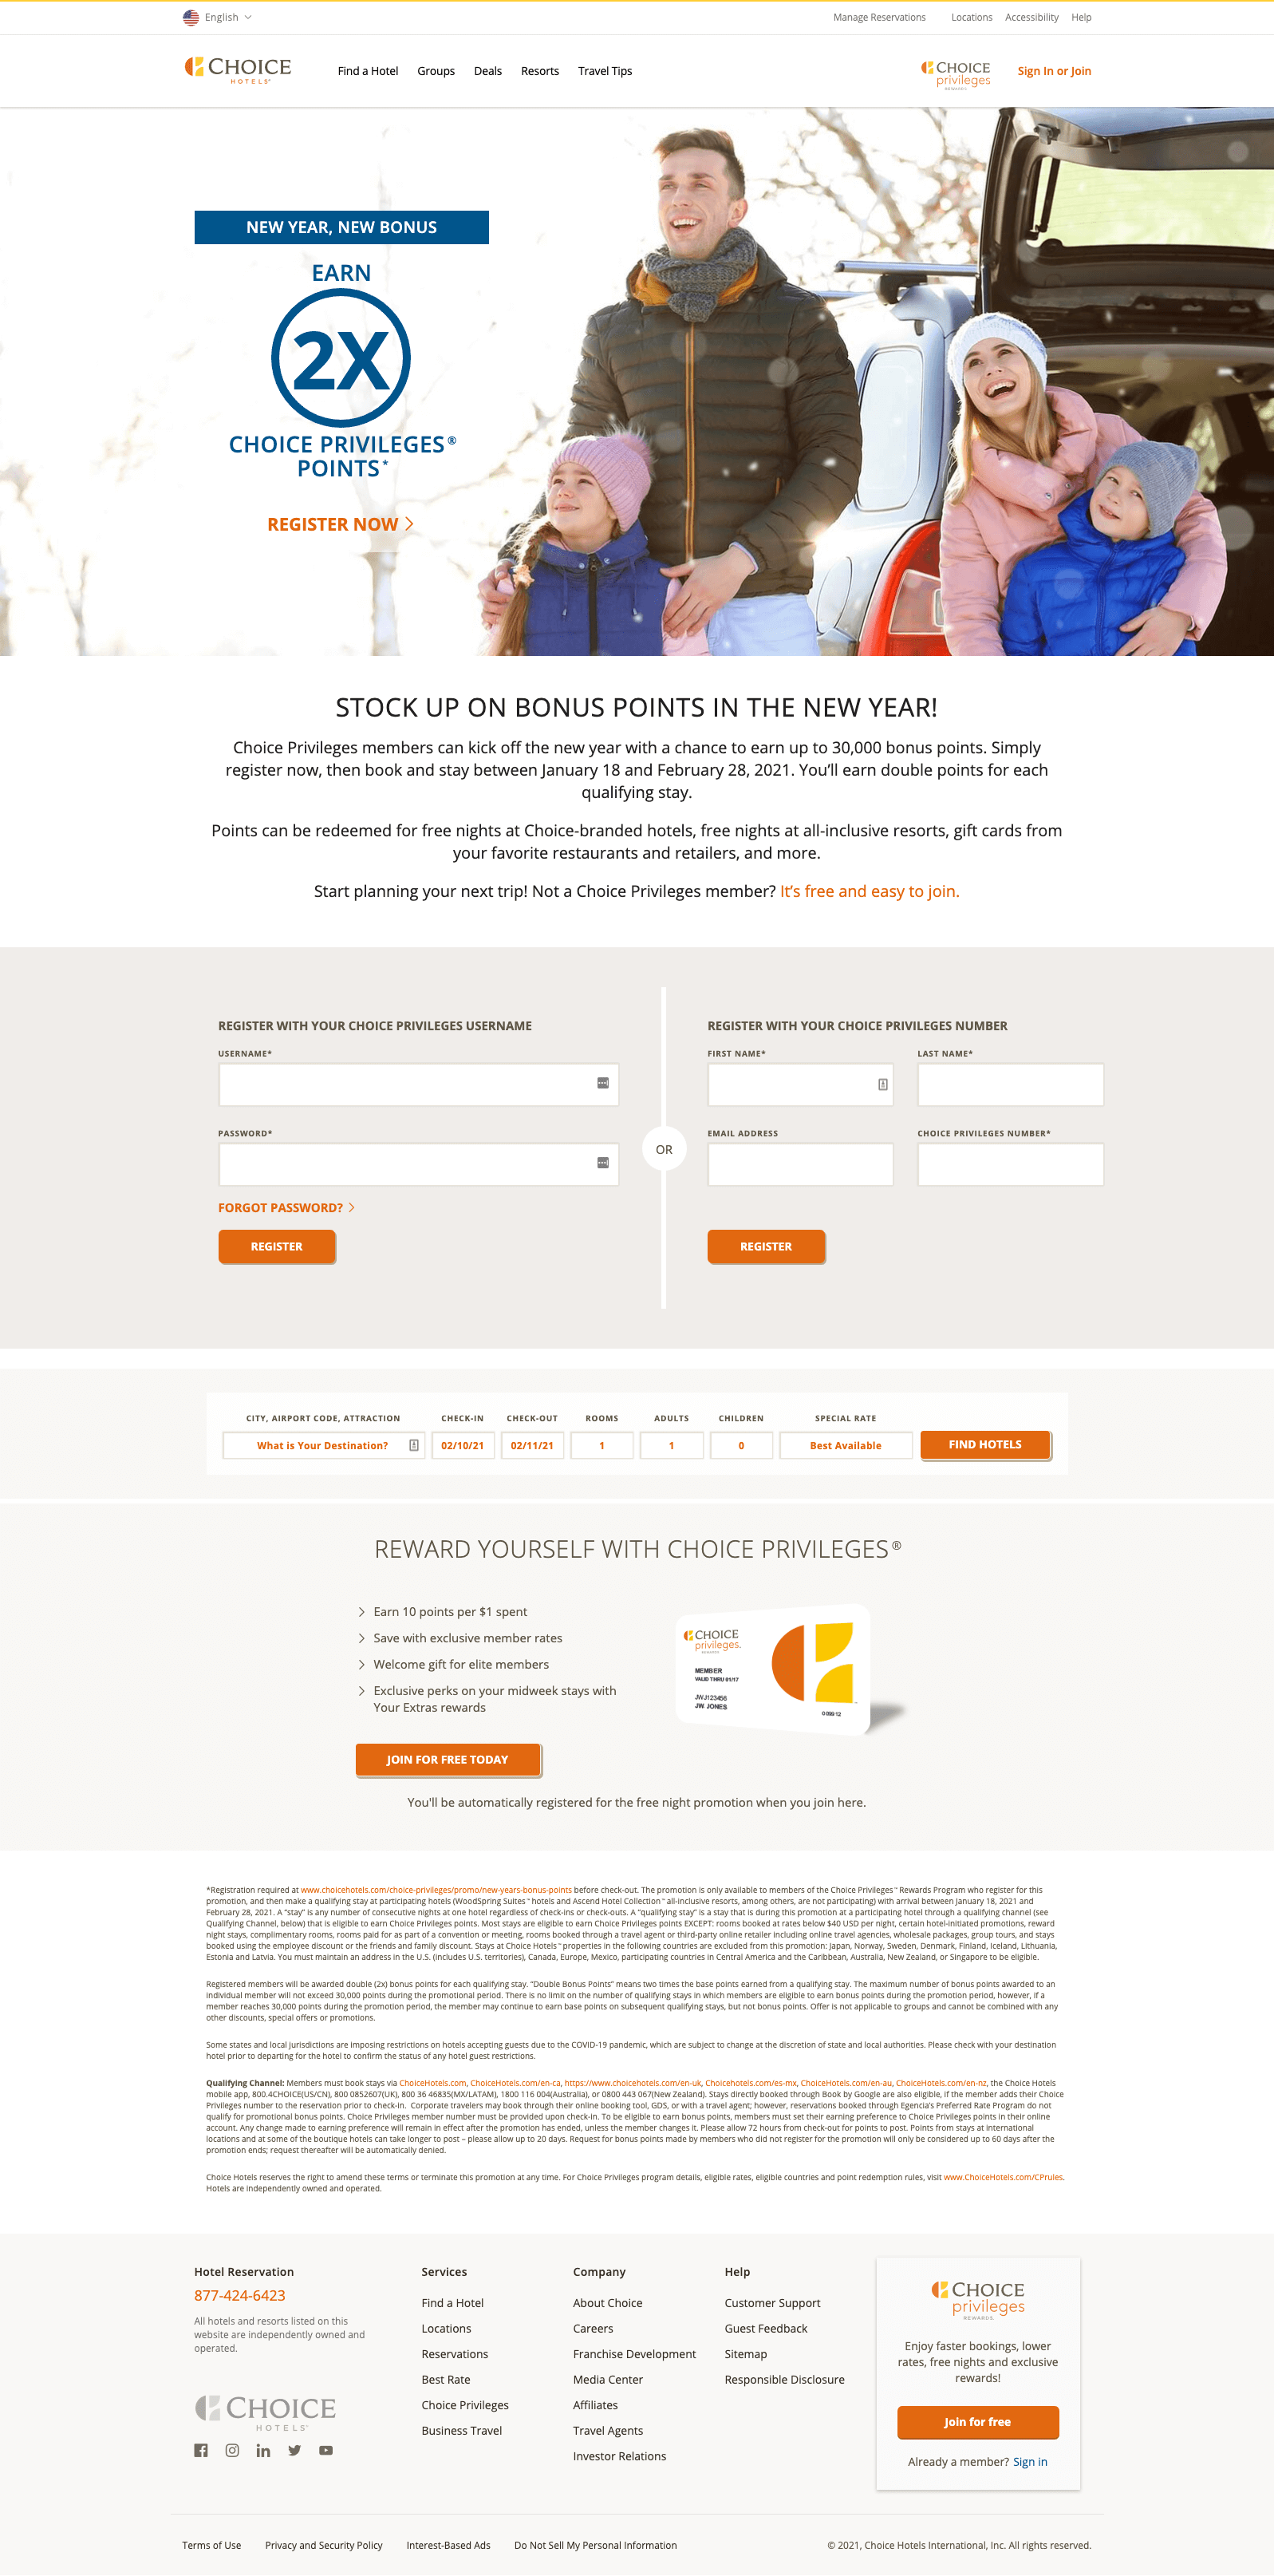 English
Manage Reservations Locations Accessibility Help
CHOICE HOTELS® Find a Hotel Groups Deals Resorts Travel Tips CHOICE privileges REWARDS Sign In or Join
NEW YEAR, NEW BONUS
EARN
2X
CHOICE PRIVILEGES®
POINTS*
REGISTER NOW
STOCK UP ON BONUS POINTS IN THE NEW YEAR!
Choice Privileges members can kick off the new year with a chance to earn up to 30,000 bonus points. Simply
register now, then book and stay between January 18 and February 28, 2021. You’ll earn double points for each
qualifying stay.
Points can be redeemed for free nights at Choice-branded hotels, free nights at all-inclusive resorts, gift cards from
your favorite restaurants and retailers, and more.
Start planning your next trip! Not a Choice Privileges member? It’s free and easy to join.
REGISTER WITH YOUR CHOICE PRIVILEGES USERNAME
USERNAME*
PASSWORD*
FORGOT PASSWORD?
REGISTER
OR
REGISTER WITH YOUR CHOICE PRIVILEGES NUMBER
FIRST NAME* LAST NAME*
EMAIL ADDRESS CHOICE PRIVILEGES NUMBER*
REGISTER
CITY, AIRPORT CODE, ATTRACTION CHECK-IN CHECK-OUT ROOMS ADULTS CHILDREN SPECIAL RATE
What is Your Destination? 02/10/21 02/11/21 1 1 0 Best Available FIND HOTELS
REWARD YOURSELF WITH CHOICE PRIVILEGES®
Earn 10 points per $1 spent
Save with exclusive member rates
Welcome gift for elite members
Exclusive perks on your midweek stays with
Your Extras rewards
CHOICE
privileges.
REWARDS
MEMBER
VALID THRU 01/17
JWJ123456
JW. JONES
009912
JOIN FOR FREE TODAY
You'll be automatically registered for the free night promotion when you join here.
*Registration required at www.choicehotels.com/choice-privileges/promo/new-years-bonus-points before check-out. The promotion is only available to members of the Choice Privileges™ Rewards Program who register for this
promotion, and then make a qualifying stay at participating hotels (WoodSpring Suites™ hotels and Ascend Hotel Collection™ all-inclusive resorts, among others, are not participating) with arrival between January 18, 2021 and
February 28, 2021. A “stay” is any number of consecutive nights at one hotel regardless of check-ins or check-outs. A “qualifying stay” is a stay that is during this promotion at a participating hotel through a qualifying channel (see
Qualifying Channel, below) that is eligible to earn Choice Privileges points. Most stays are eligible to earn Choice Privileges points EXCEPT: rooms booked at rates below $40 USD per night, certain hotel-initiated promotions, reward
night stays, complimentary rooms, rooms paid for as part of a convention or meeting, rooms booked through a travel agent or third-party online retailer including online travel agencies, wholesale packages, group tours, and stays
booked using the employee discount or the friends and family discount. Stays at Choice Hotels™ properties in the following countries are excluded from this promotion: Japan, Norway, Sweden, Denmark, Finland, Iceland, Lithuania,
Estonia and Latvia. You must maintain an address in the U.S. (includes U.S. territories), Canada, Europe, Mexico, participating countries in Central America and the Caribbean, Australia, New Zealand, or Singapore to be eligible.
Registered members will be awarded double (2x) bonus points for each qualifying stay. “Double Bonus Points” means two times the base points earned from a qualifying stay. The maximum number of bonus points awarded to an
individual member will not exceed 30,000 points during the promotional period. There is no limit on the number of qualifying stays in which members are eligible to earn bonus points during the promotion period, however, if a
member reaches 30,000 points during the promotion period, the member may continue to earn base points on subsequent qualifying stays, but not bonus points. Offer is not applicable to groups and cannot be combined with any
other discounts, special offers or promotions.
Some states and local jurisdictions are imposing restrictions on hotels accepting guests due to the COVID-19 pandemic, which are subject to change at the discretion of state and local authorities. Please check with your destination
hotel prior to departing for the hotel to confirm the status of any hotel guest restrictions.
Qualifying Channel: Members must book stays via ChoiceHotels.com, ChoiceHotels.com/en-ca, https://www.choicehotels.com/en-uk, Choicehotels.com/es-mx, ChoiceHotels.com/en-au, ChoiceHotels.com/en-nz, the Choice Hotels
mobile app, 800.4CHOICE(US/CN), 800 0852607(UK), 800 36 46835(MX/LATAM), 1800 116 004(Australia), or 0800 443 067(New Zealand). Stays directly booked through Book by Google are also eligible, if the member adds their Choice
Privileges number to the reservation prior to check-in. Corporate travelers may book through their online booking tool, GDS, or with a travel agent; however, reservations booked through Egencia’s Preferred Rate Program do not
qualify for promotional bonus points. Choice Privileges member number must be provided upon check-in. To be eligible to earn bonus points, members must set their earning preference to Choice Privileges points in their online
account. Any change made to earning preference will remain in effect after the promotion has ended, unless the member changes it. Please allow 72 hours from check-out for points to post. Points from stays at international
locations and at some of the boutique hotels can take longer to post – please allow up to 20 days. Request for bonus points made by members who did not register for the promotion will only be considered up to 60 days after the
promotion ends; request thereafter will be automatically denied.
Choice Hotels reserves the right to amend these terms or terminate this promotion at any time. For Choice Privileges program details, eligible rates, eligible countries and point redemption rules, visit www.ChoiceHotels.com/CPrules.
Hotels are independently owned and operated.
Hotel Reservation
877-424-6423
All hotels and resorts listed on this
website are independently owned and
operated.
CHOICE
HOTELS®
Services
Find a Hotel
Locations
Reservations
Best Rate
Choice Privileges
Business Travel
Company
About Choice
Careers
Franchise Development
Media Center
Affiliates
Travel Agents
Investor Relations
Help
Customer Support
Guest Feedback
Sitemap
Responsible Disclosure
CHOICE
privileges
REWARDS
Enjoy faster bookings, lower
rates, free nights and exclusive
rewards!
Join for free
Already a member? Sign in
Terms of Use Privacy and Security Policy Interest-Based Ads Do Not Sell My Personal Information © 2021, Choice Hotels International, Inc. All rights reserved.